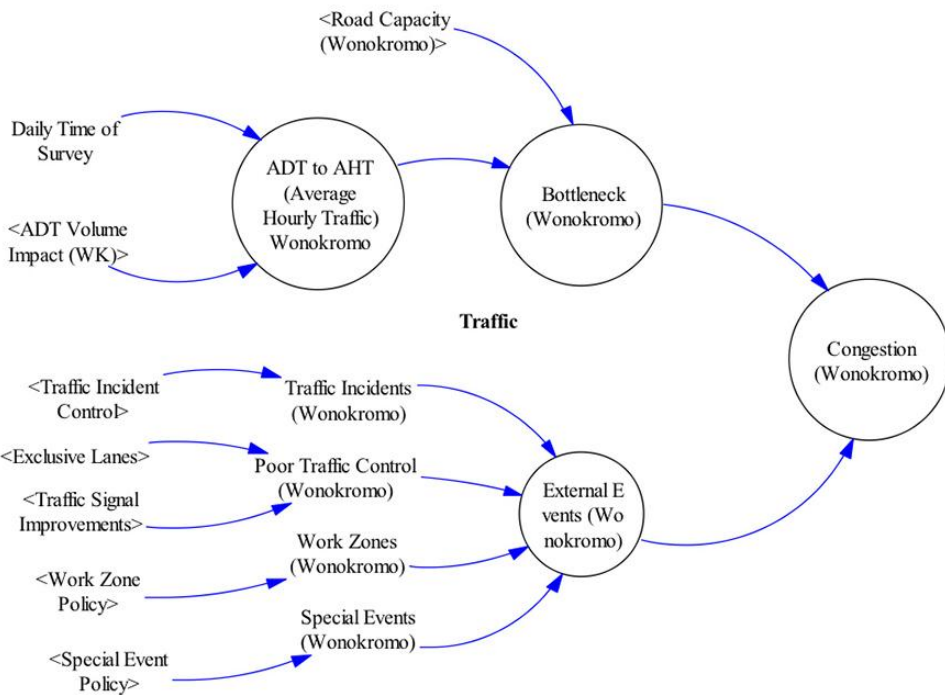 <Road Capacity
(Wonokromo)>
Daily Time of
Survey
ADT to AHT
(Average
Hourly Traffic)
Wonokromo
Bottleneck
(Wonokromo)
<ADT Volume
Impact (WK)>
Traffic
Congestion
(Wonokromo)
<Traffic Incident
Control>
Traffic Incidents
(Wonokromo)
<Exclusive Lanes>
Poor Traffic Control
(Wonokromo)
<Traffic Signal
Improvements>
External E
vents (Wo
nokromo)
Work Zones
(Wonokromo)
<Work Zone
Policy>
Special Events
(Wonokromo)
<Special Event
Policy>